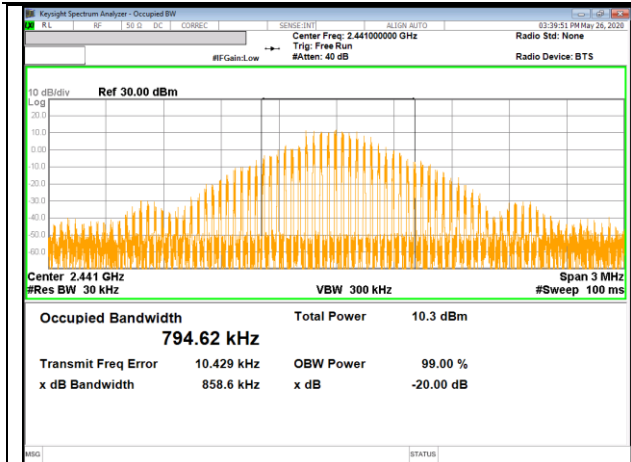 Keysight Spectrum Analyzer - Occupied BW
RL RF 50 Ω DC CORREC SENSE:INT ALIGN AUTO 03:39:51 PM May 26, 2020
Center Freq: 2.441000000 GHz Radio Std: None
Trig: Free Run
#IFGain:Low #Atten: 40 dB Radio Device: BTS
10 dB/div Ref 30.00 dBm
Log
20.0
10.0
0.00
-10.0
-20.0
-30.0
-40.0
-50.0
-60.0
Center 2.441 GHz Span 3 MHz
#Res BW 30 kHz VBW 300 kHz #Sweep 100 ms
Occupied Bandwidth Total Power 10.3 dBm
794.62 kHz
Transmit Freq Error 10.429 kHz OBW Power 99.00 %
x dB Bandwidth 858.6 kHz x dB -20.00 dB
MSG STATUS